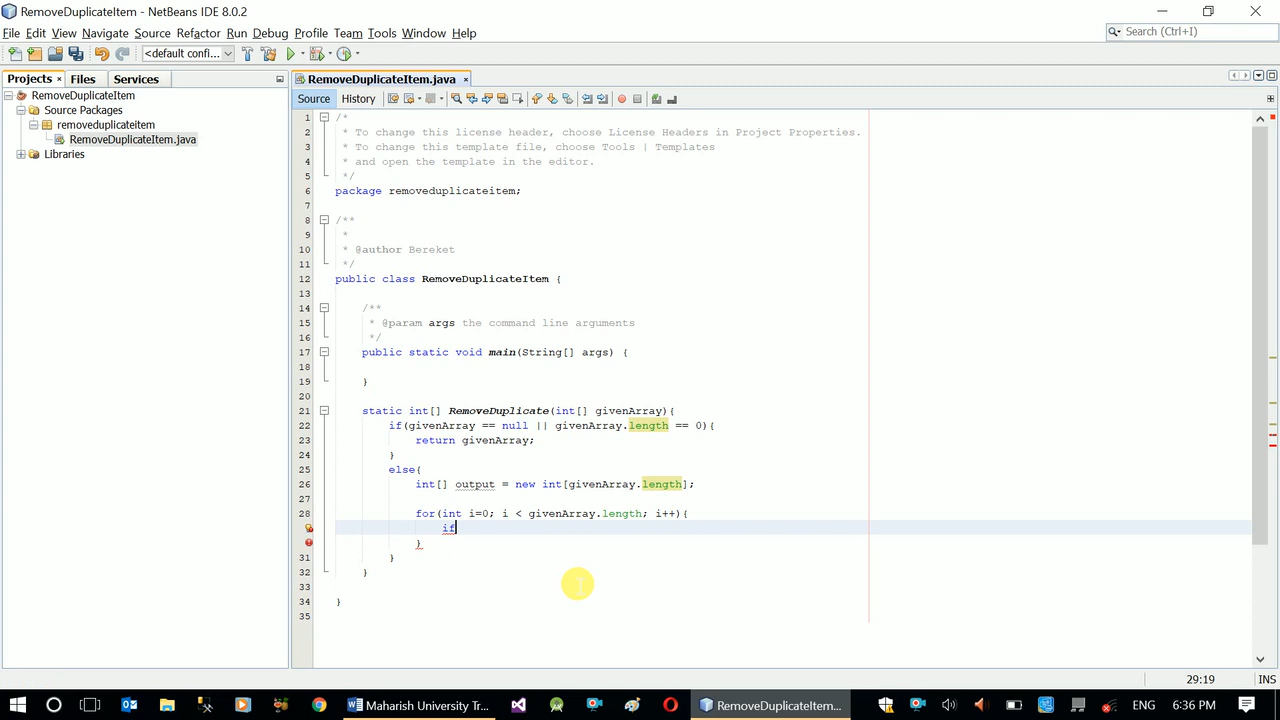 RemoveDuplicateItem - NetBeans IDE 8.0.2
File Edit View Navigate Source Refactor Run Debug Profile Team Tools Window Help
Search (Ctrl+I)
<default confi...
Projects Files Services
RemoveDuplicateItem
Source Packages
removeduplicateitem
RemoveDuplicateItem.java
Libraries
RemoveDuplicateItem.java
Source History
1 /*
2 * To change this license header, choose License Headers in Project Properties.
3 * To change this template file, choose Tools | Templates
4 * and open the template in the editor.
5 */
6 package removeduplicateitem;
7
8 /**
9 *
10 * @author Bereket
11 */
12 public class RemoveDuplicateItem {
13
14 /**
15 * @param args the command line arguments
16 */
17 public static void main(String[] args) {
18
19 }
20
21 static int[] RemoveDuplicate(int[] givenArray){
22 if(givenArray == null || givenArray.length == 0){
23 return givenArray;
24 }
25 else{
26 int[] output = new int[givenArray.length];
27
28 for(int i=0; i < givenArray.length; i++){
if
}
31 }
32 }
33
34 }
35
29:19 INS
Maharish University Tr...
RemoveDuplicateItem...
6:36 PM